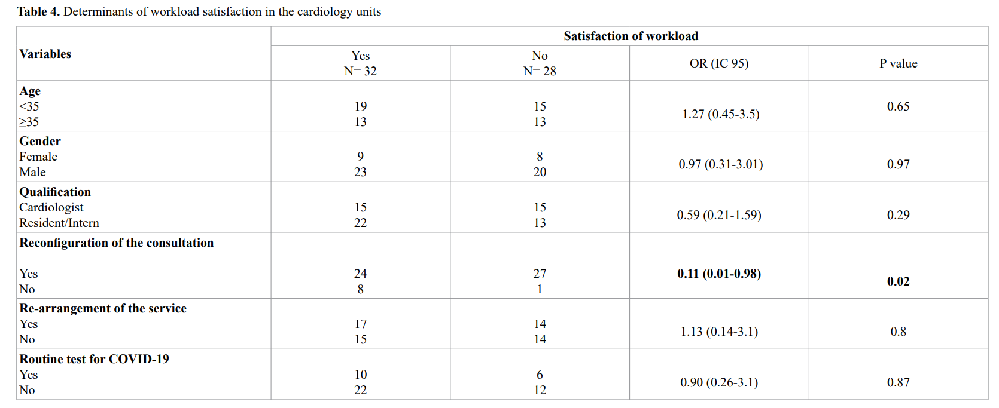 Table 4. Determinants of workload satisfaction in the cardiology units
Variables
Satisfaction of workload
Yes
N= 32
No
N= 28
OR (IC 95)
P value
Age
<35 19 15
≥35 13 13
1.27 (0.45-3.5)
0.65
Gender
Female 9 8
Male 23 20
0.97 (0.31-3.01)
0.97
Qualification
Cardiologist 15 15
Resident/Intern 22 13
0.59 (0.21-1.59)
0.29
Reconfiguration of the consultation
Yes 24 27
No 8 1
0.11 (0.01-0.98)
0.02
Re-arrangement of the service
Yes 17 14
No 15 14
1.13 (0.14-3.1)
0.8
Routine test for COVID-19
Yes 10 6
No 22 12
0.90 (0.26-3.1)
0.87